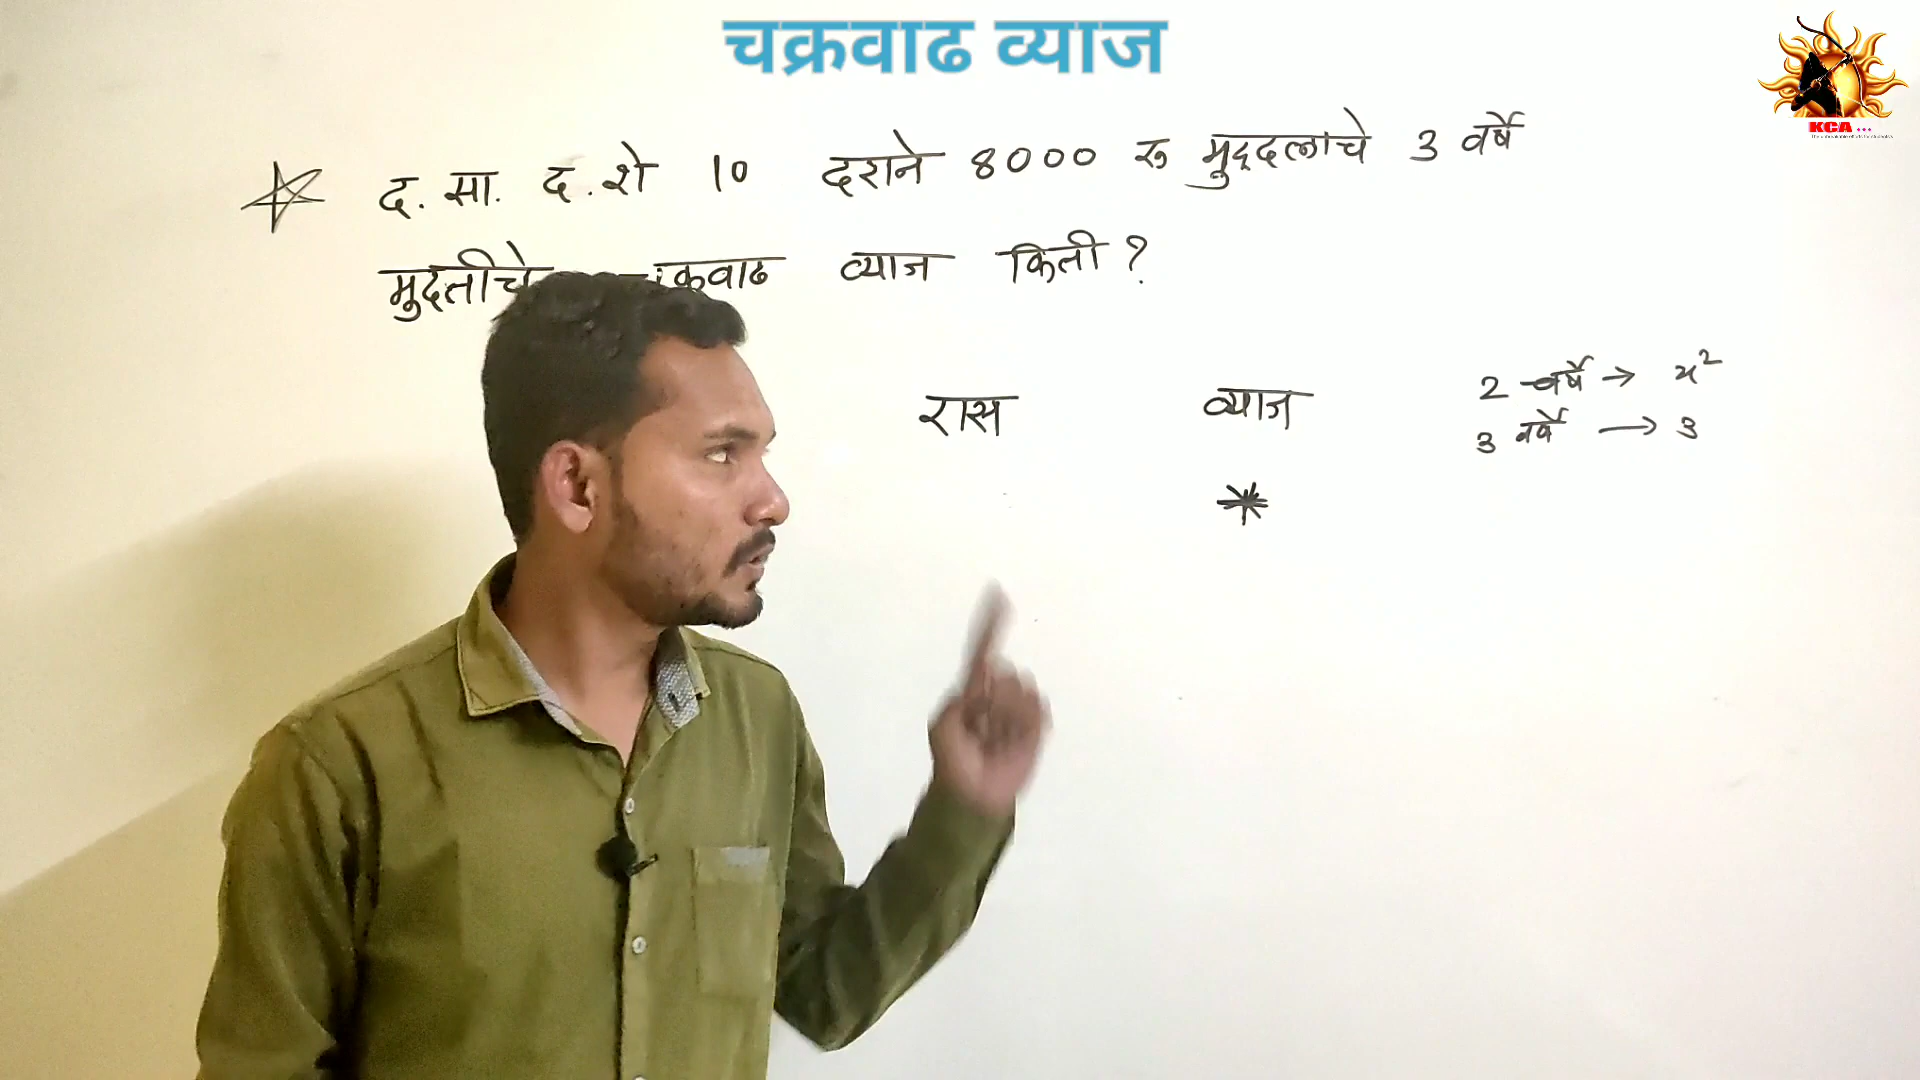 चक्रवाढ व्याज
KCA...
द. सा. द. शे 10 दराने 8000 रु मुद्दलाचे 3 वर्षे
मुदतीचे व्याज किती?
रास व्याज
2 वर्षे → x²
3 वर्षे → 3
*